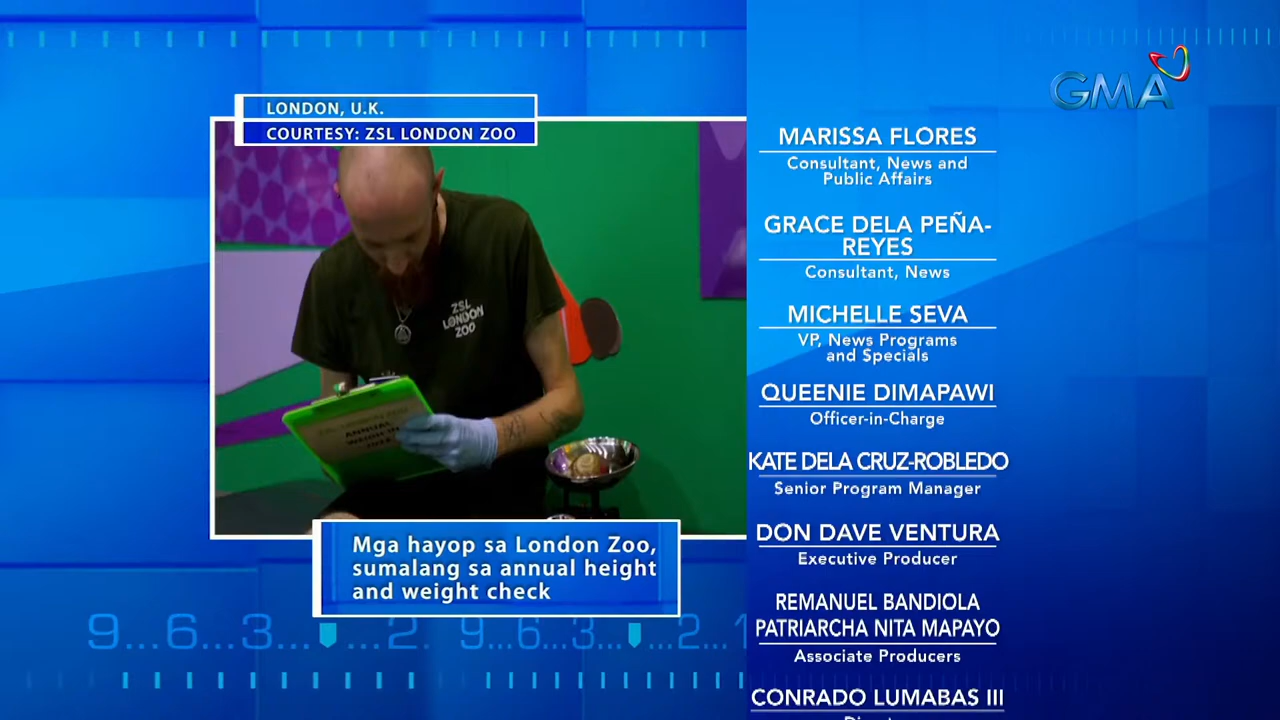 LONDON, U.K.
COURTESY: ZSL LONDON ZOO
ZSL
LONDON
ZOO
ANNUAL
WEIGH-IN
Mga hayop sa London Zoo,
sumalang sa annual height
and weight check
9...6...3... ...2. 9...6...3... ...2...1
GMA
MARISSA FLORES
Consultant, News and
Public Affairs
GRACE DELA PEÑA-
REYES
Consultant, News
MICHELLE SEVA
VP, News Programs
and Specials
QUEENIE DIMAPAWI
Officer-in-Charge
KATE DELA CRUZ-ROBLEDO
Senior Program Manager
DON DAVE VENTURA
Executive Producer
REMANUEL BANDIOLA
PATRIARCHA NITA MAPAYO
Associate Producers
CONRADO LUMABAS III